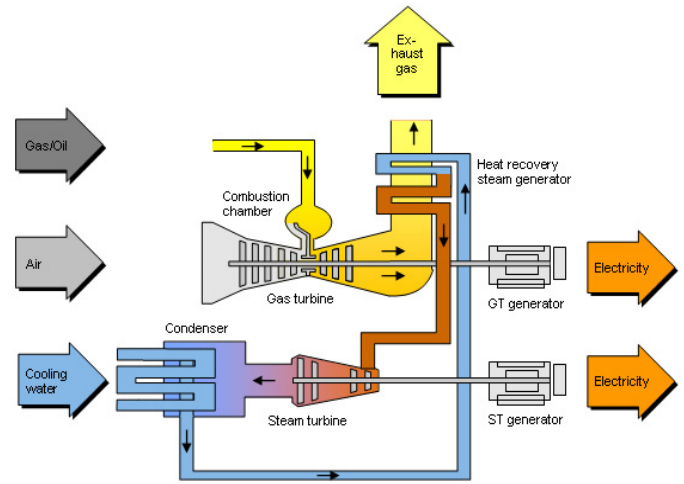 Ex-
haust
gas
Gas/Oil
Heat recovery
steam generator
Combustion
chamber
Air
Electricity
Gas turbine
GT generator
Condenser
Cooling
water
Electricity
Steam turbine
ST generator